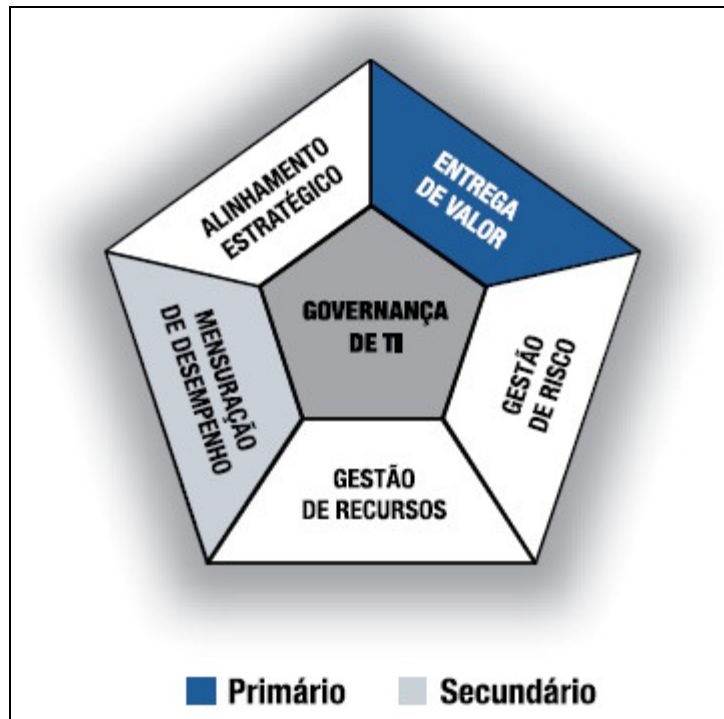 ALINHAMENTO
ESTRATÉGICO
ENTREGA
DE VALOR
GOVERNANÇA
DE TI
MENSURAÇÃO
DE DESEMPENHO
GESTÃO
DE RISCO
GESTÃO
DE RECURSOS
Primário
Secundário